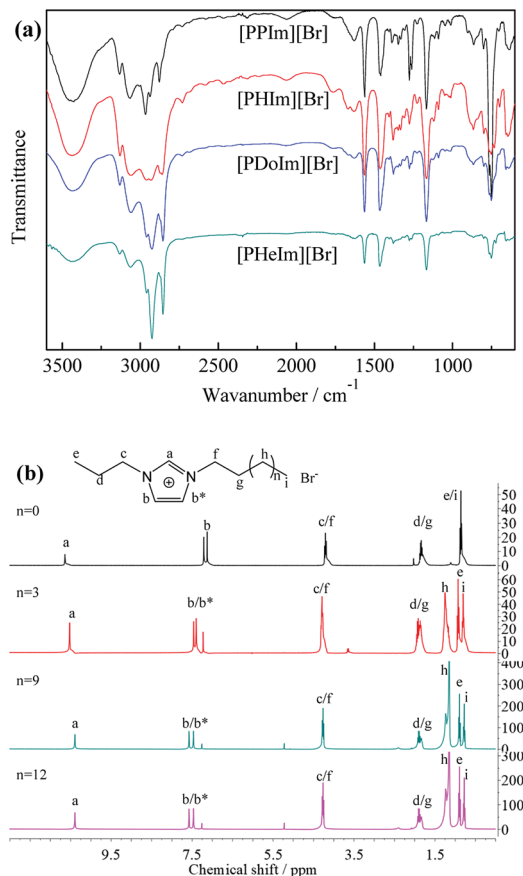 (a)
[PPIm][Br]
[PHIm][Br]
[PDoIm][Br]
[PHeIm][Br]
Transmittance
3500 3000 2500 2000 1500 1000
Wavanumber / cm-1
(b)
e c a f h
d N N g n i Br-
+
b b*
n=0 a b c/f d/g e/i 50 40 30 20 10 0
n=3 a b/b* c/f d/g h e i 60 50 40 30 20 10 0
n=9 a b/b* c/f d/g h e i 400 300 200 100 0
n=12 a b/b* c/f d/g h e i 300 200 100 0
9.5 7.5 5.5 3.5 1.5
Chemical shift / ppm